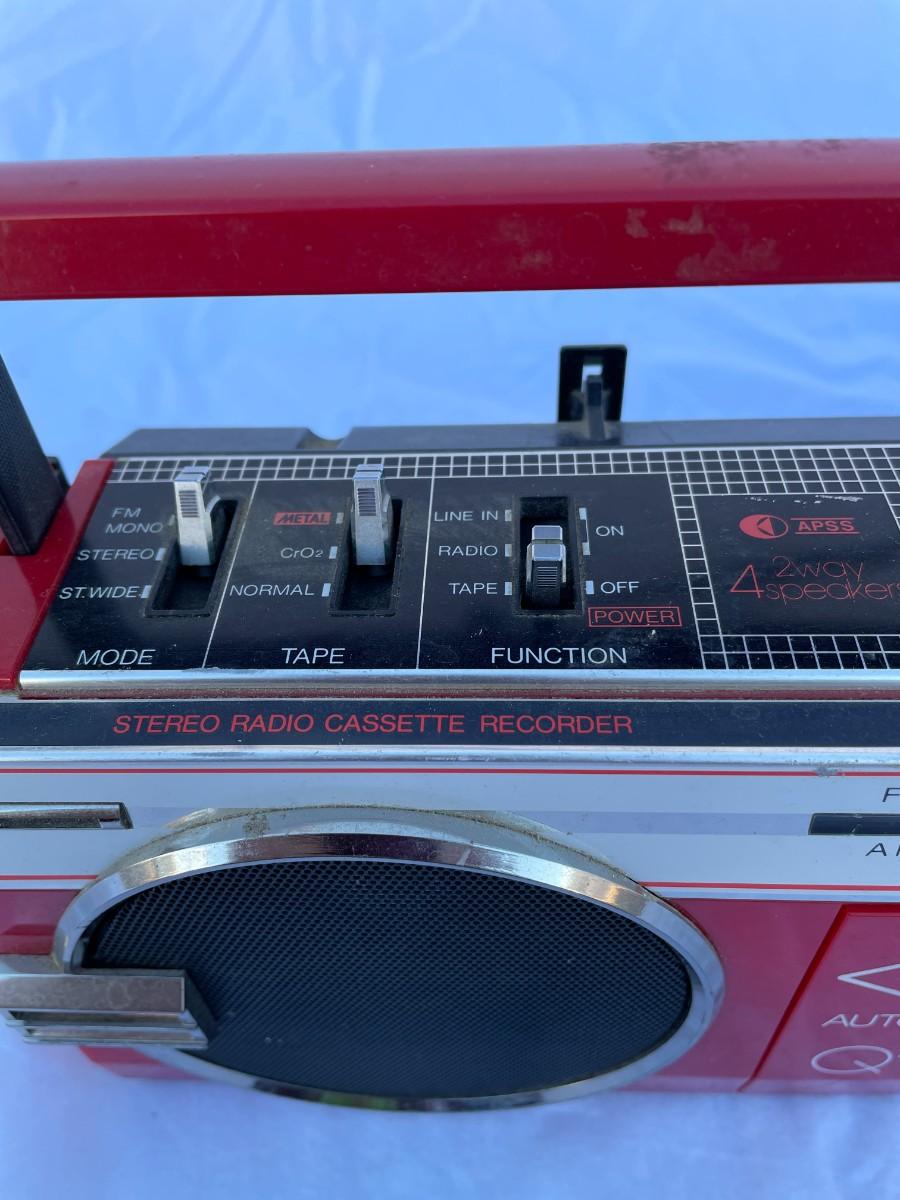 FM
MONO
STEREO
ST.WIDE
MODE
METAL
CrO2
NORMAL
TAPE
LINE IN
RADIO
TAPE
ON
OFF
POWER
FUNCTION
APSS
4 2way
speakers
STEREO RADIO CASSETTE RECORDER
F
A
AUTO
Q